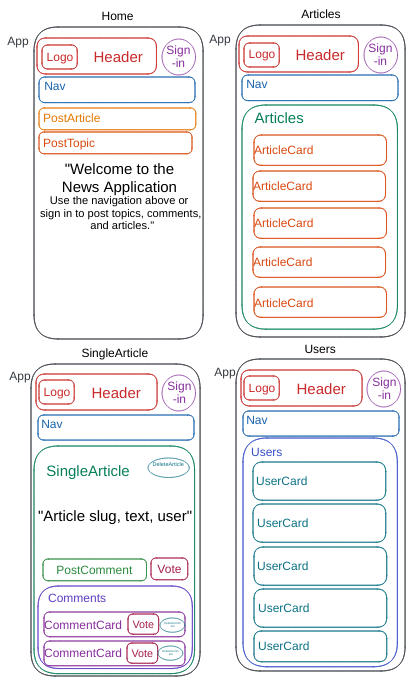 Home
App
Logo
Header
Sign
-in
Nav
PostArticle
PostTopic
"Welcome to the
News Application
Use the navigation above or
sign in to post topics, comments,
and articles."
Articles
App
Logo
Header
Sign
-in
Nav
Articles
ArticleCard
ArticleCard
ArticleCard
ArticleCard
ArticleCard
SingleArticle
App
Logo
Header
Sign
-in
Nav
SingleArticle
DeleteArticle
"Article slug, text, user"
PostComment
Vote
Comments
CommentCard
Vote
CommentCard
Vote
Users
App
Logo
Header
Sign
-in
Nav
Users
UserCard
UserCard
UserCard
UserCard
UserCard